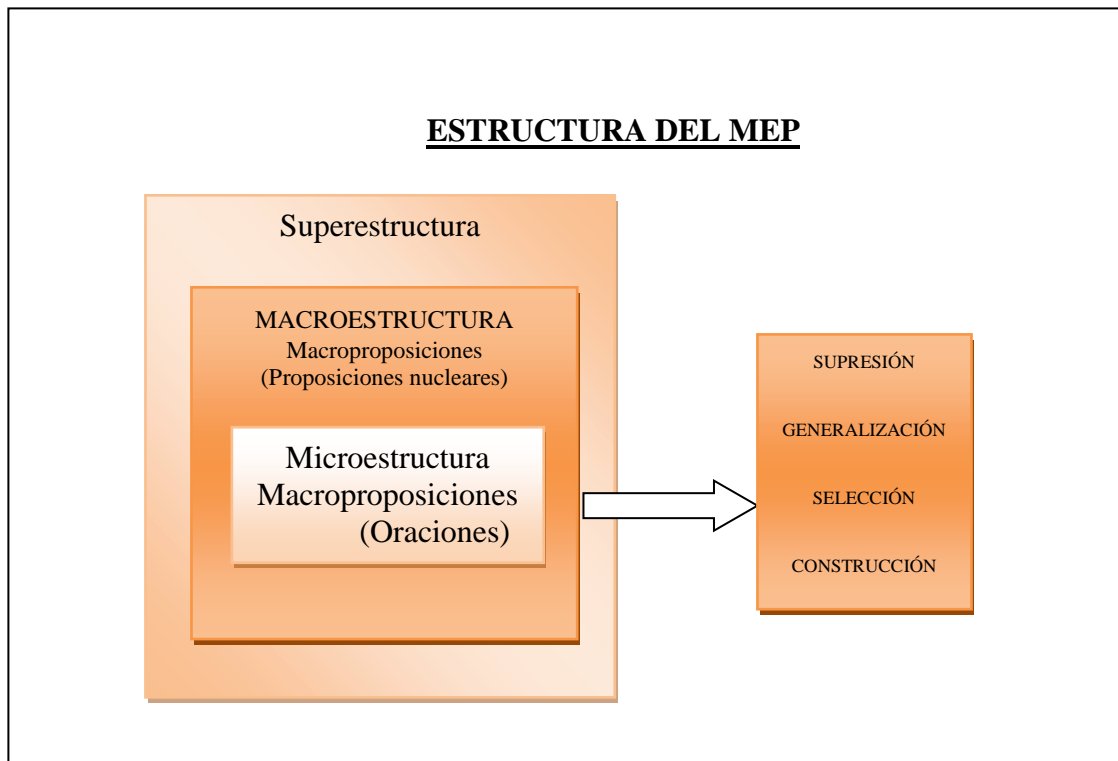 ESTRUCTURA DEL MEP
Superestructura
MACROESTRUCTURA
Macroproposiciones
(Proposiciones nucleares)
Microestructura
Macroproposiciones
(Oraciones)
SUPRESIÓN
GENERALIZACIÓN
SELECCIÓN
CONSTRUCCIÓN